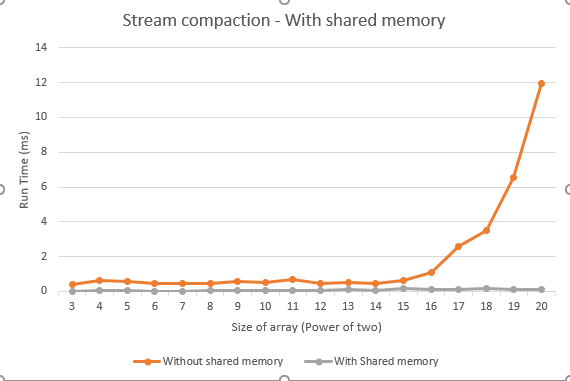 Stream compaction - With shared memory
14
12
10
8
6
4
2
0
Run Time (ms)
3 4 5 6 7 8 9 10 11 12 13 14 15 16 17 18 19 20
Size of array (Power of two)
Without shared memory With Shared memory